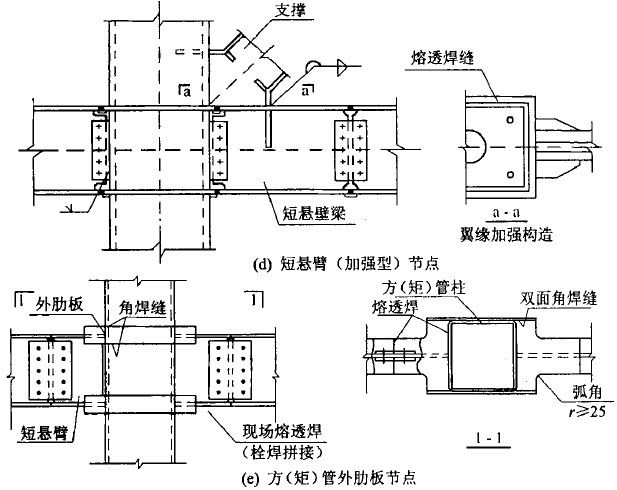 支撑
a
a
熔透焊缝
短悬壁梁
a-a
翼缘加强构造
(d) 短悬臂（加强型）节点
1
1
外肋板
角焊缝
方（矩）管柱
熔透焊
双面角焊缝
弧角
r≥25
短悬臂
现场熔透焊
（栓焊拼接）
1-1
(e) 方（矩）管外肋板节点